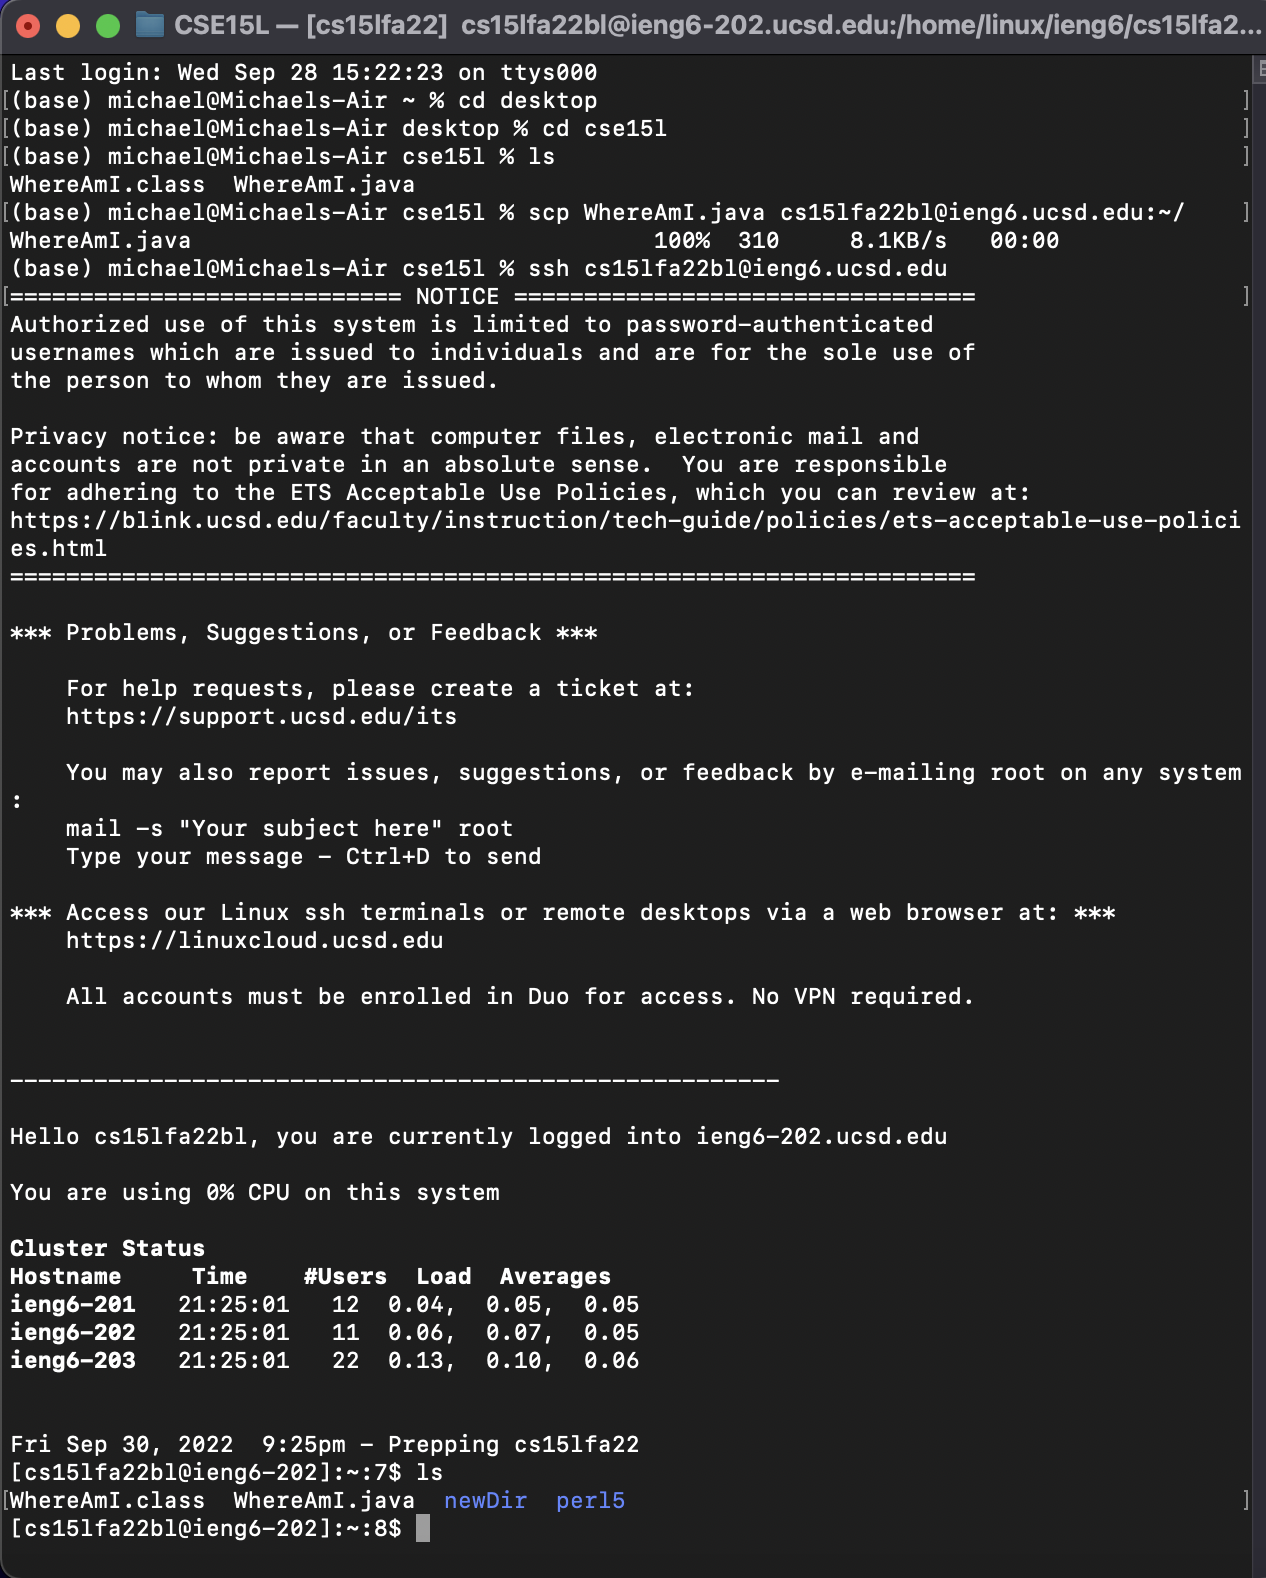 CSE15L — [cs15lfa22]  cs15lfa22bl@ieng6-202.ucsd.edu:/home/linux/ieng6/cs15lfa2...
Last login: Wed Sep 28 15:22:23 on ttys000
[(base) michael@Michaels-Air ~ % cd desktop ]
[(base) michael@Michaels-Air desktop % cd cse15l ]
[(base) michael@Michaels-Air cse15l % ls ]
WhereAmI.class  WhereAmI.java
[(base) michael@Michaels-Air cse15l % scp WhereAmI.java cs15lfa22bl@ieng6.ucsd.edu:~/ ]
WhereAmI.java                                 100%  310     8.1KB/s   00:00
(base) michael@Michaels-Air cse15l % ssh cs15lfa22bl@ieng6.ucsd.edu
[============================ NOTICE ================================= ]
Authorized use of this system is limited to password-authenticated
usernames which are issued to individuals and are for the sole use of
the person to whom they are issued.
Privacy notice: be aware that computer files, electronic mail and
accounts are not private in an absolute sense.  You are responsible
for adhering to the ETS Acceptable Use Policies, which you can review at:
https://blink.ucsd.edu/faculty/instruction/tech-guide/policies/ets-acceptable-use-polici
es.html
=====================================================================
*** Problems, Suggestions, or Feedback ***
    For help requests, please create a ticket at:
    https://support.ucsd.edu/its
    You may also report issues, suggestions, or feedback by e-mailing root on any system
:
    mail -s "Your subject here" root
    Type your message - Ctrl+D to send
*** Access our Linux ssh terminals or remote desktops via a web browser at: ***
    https://linuxcloud.ucsd.edu
    All accounts must be enrolled in Duo for access. No VPN required.
-------------------------------------------------------
Hello cs15lfa22bl, you are currently logged into ieng6-202.ucsd.edu
You are using 0% CPU on this system
Cluster Status
Hostname     Time    #Users  Load  Averages
ieng6-201   21:25:01   12  0.04,  0.05,  0.05
ieng6-202   21:25:01   11  0.06,  0.07,  0.05
ieng6-203   21:25:01   22  0.13,  0.10,  0.06
Fri Sep 30, 2022  9:25pm - Prepping cs15lfa22
[cs15lfa22bl@ieng6-202]:~:7$ ls
[WhereAmI.class  WhereAmI.java  newDir  perl5 ]
[cs15lfa22bl@ieng6-202]:~:8$